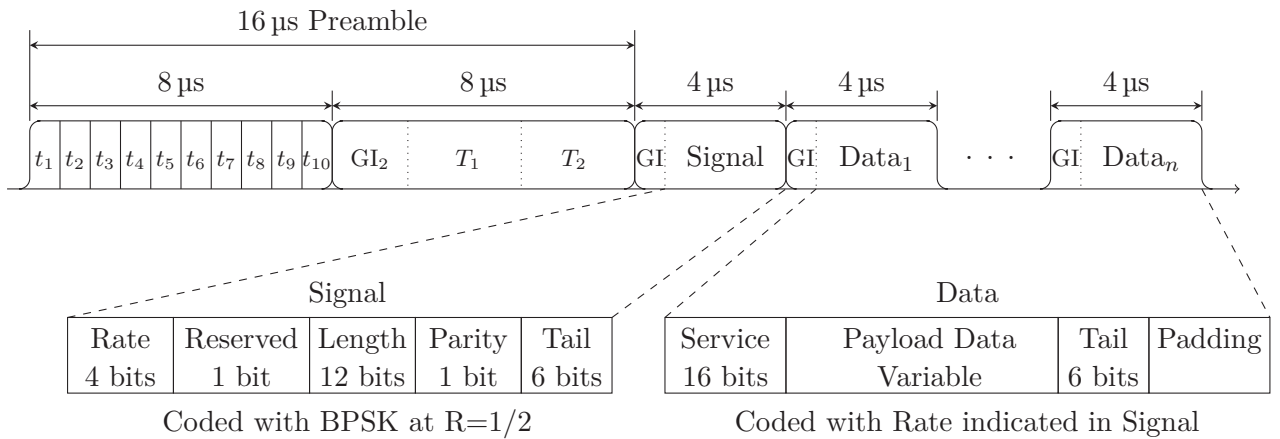 16 µs Preamble
8 µs 8 µs 4 µs 4 µs 4 µs
t1 t2 t3 t4 t5 t6 t7 t8 t9 t10 GI2 T1 T2 GI Signal GI Data1 · · · GI Datan
Signal Data
Rate Reserved Length Parity Tail Service Payload Data Tail Padding
4 bits 1 bit 12 bits 1 bit 6 bits 16 bits Variable 6 bits
Coded with BPSK at R=1/2 Coded with Rate indicated in Signal